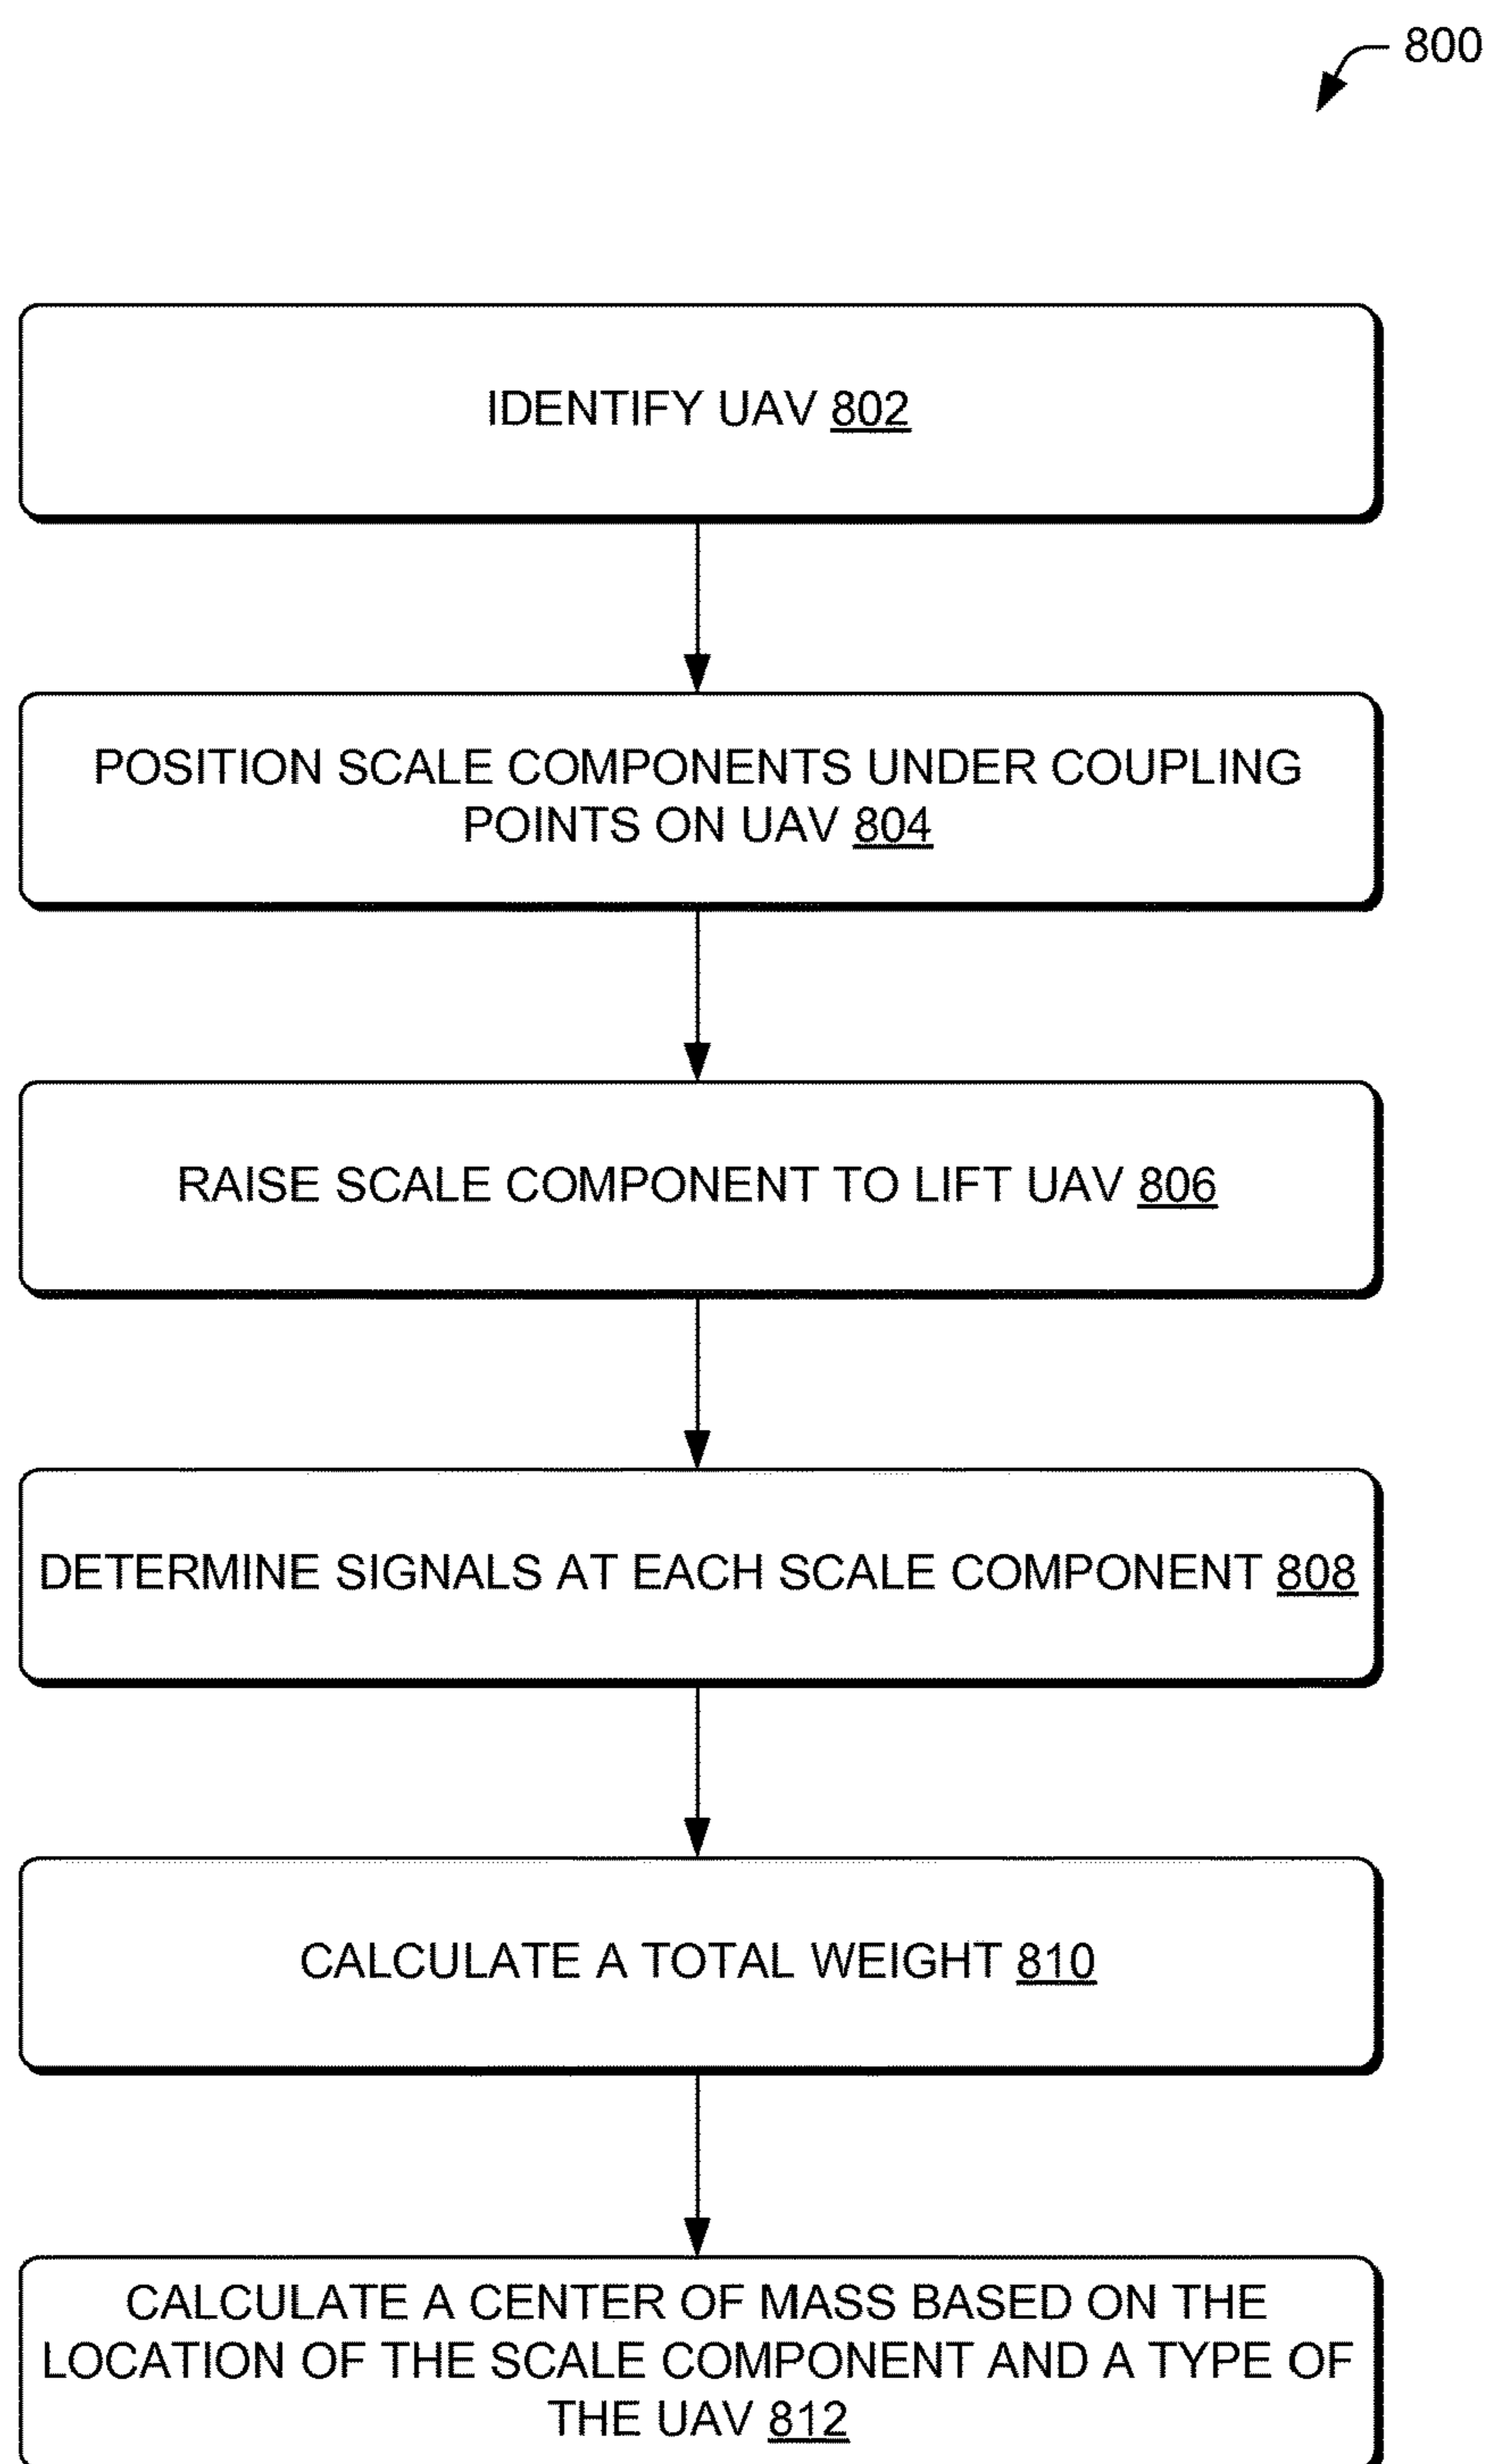 800
IDENTIFY UAV 802
POSITION SCALE COMPONENTS UNDER COUPLING
POINTS ON UAV 804
RAISE SCALE COMPONENT TO LIFT UAV 806
DETERMINE SIGNALS AT EACH SCALE COMPONENT 808
CALCULATE A TOTAL WEIGHT 810
CALCULATE A CENTER OF MASS BASED ON THE
LOCATION OF THE SCALE COMPONENT AND A TYPE OF
THE UAV 812